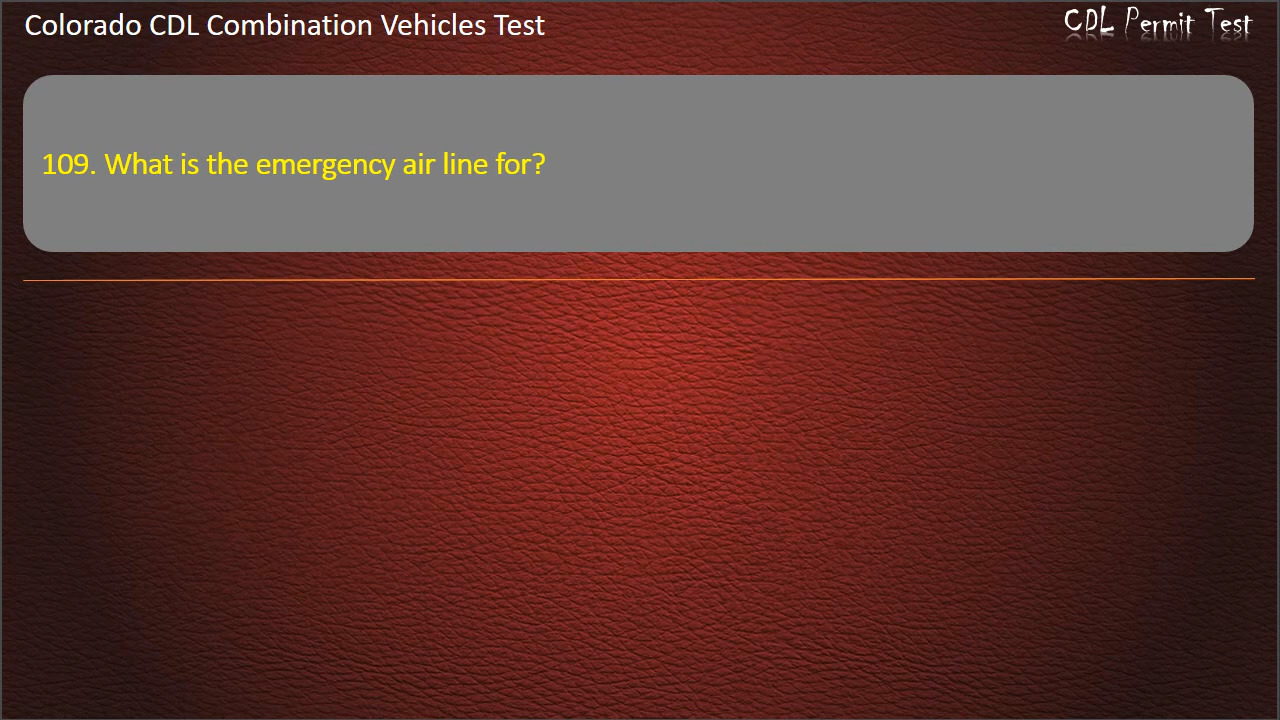 Colorado CDL Combination Vehicles Test
CDL Permit Test
109. What is the emergency air line for?